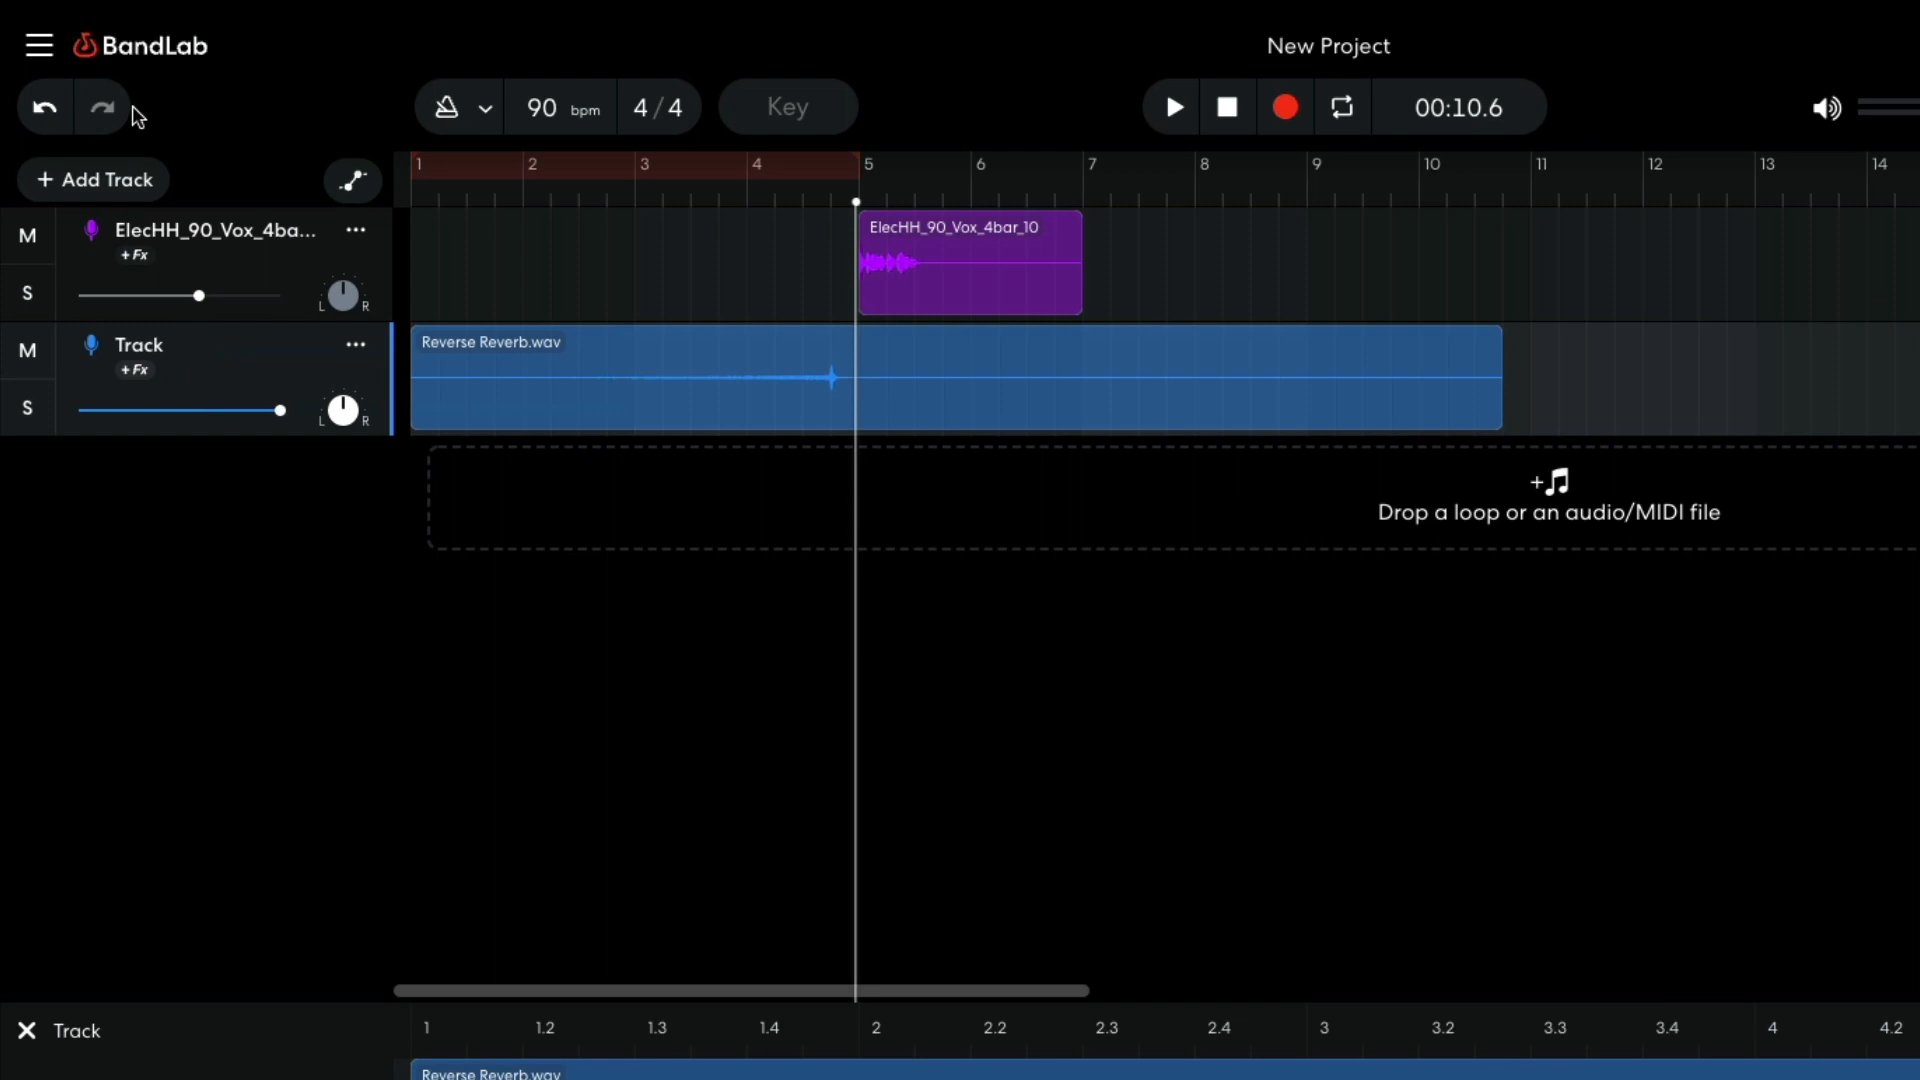 BandLab
New Project
90 bpm
4 / 4
Key
00:10.6
+ Add Track
1 2 3 4 5 6 7 8 9 10 11 12 13 14
M
ElecHH_90_Vox_4ba...
+ Fx
S
L R
ElecHH_90_Vox_4bar_10
M
Track
+ Fx
S
L R
Reverse Reverb.wav
Drop a loop or an audio/MIDI file
Track
1 1.2 1.3 1.4 2 2.2 2.3 2.4 3 3.2 3.3 3.4 4 4.2
Reverse Reverb.wav